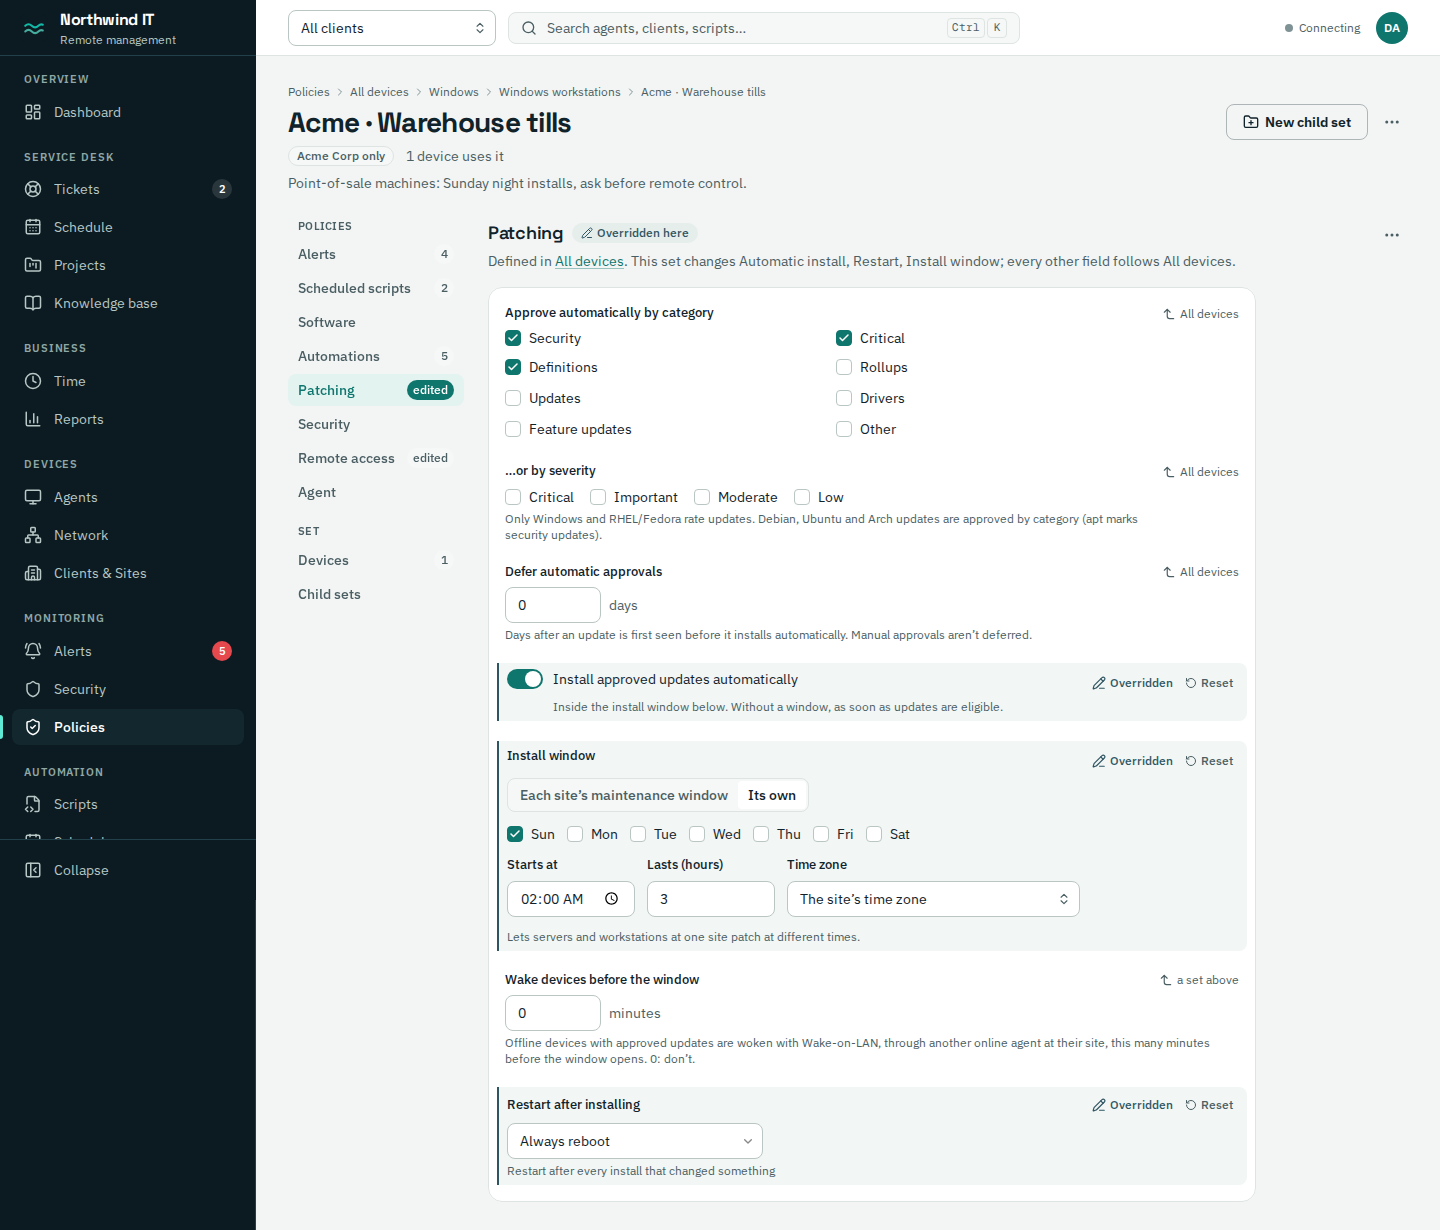 Northwind IT
Remote management
OVERVIEW
Dashboard
SERVICE DESK
Tickets 2
Schedule
Projects
Knowledge base
BUSINESS
Time
Reports
DEVICES
Agents
Network
Clients & Sites
MONITORING
Alerts 5
Security
Policies
AUTOMATION
Scripts
Collapse
All clients
Search agents, clients, scripts...
Ctrl K
Connecting
DA
Policies > All devices > Windows > Windows workstations > Acme · Warehouse tills
Acme · Warehouse tills
New child set
Acme Corp only 1 device uses it
Point-of-sale machines: Sunday night installs, ask before remote control.
POLICIES
Alerts 4
Scheduled scripts 2
Software
Automations 5
Patching edited
Security
Remote access edited
Agent
SET
Devices 1
Child sets
Patching Overridden here
Defined in All devices. This set changes Automatic install, Restart, Install window; every other field follows All devices.
Approve automatically by category All devices
Security Critical
Definitions Rollups
Updates Drivers
Feature updates Other
...or by severity All devices
Critical Important Moderate Low
Only Windows and RHEL/Fedora rate updates. Debian, Ubuntu and Arch updates are approved by category (apt marks
security updates).
Defer automatic approvals All devices
0 days
Days after an update is first seen before it installs automatically. Manual approvals aren't deferred.
Install approved updates automatically Overridden Reset
Inside the install window below. Without a window, as soon as updates are eligible.
Install window Overridden Reset
Each site's maintenance window Its own
Sun Mon Tue Wed Thu Fri Sat
Starts at Lasts (hours) Time zone
02:00 AM 3 The site's time zone
Lets servers and workstations at one site patch at different times.
Wake devices before the window a set above
0 minutes
Offline devices with approved updates are woken with Wake-on-LAN, through another online agent at their site, this many minutes
before the window opens. 0: don't.
Restart after installing Overridden Reset
Always reboot
Restart after every install that changed something